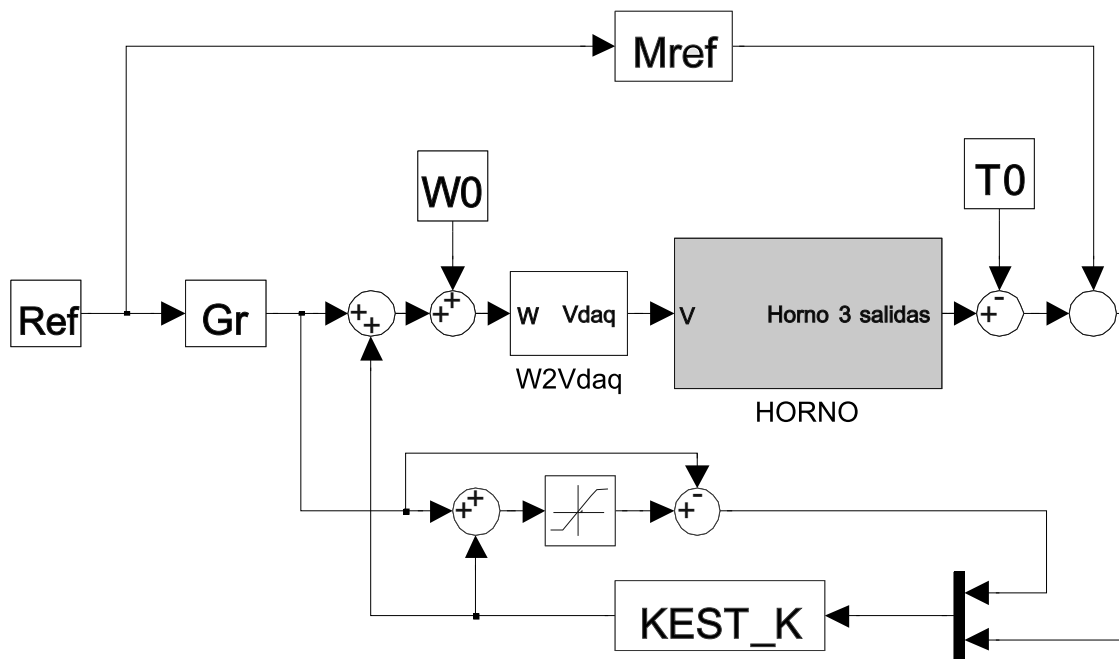 Mref
W0
T0
Ref
Gr
W Vdaq
W2Vdaq
V Horno 3 salidas
HORNO
KEST_K